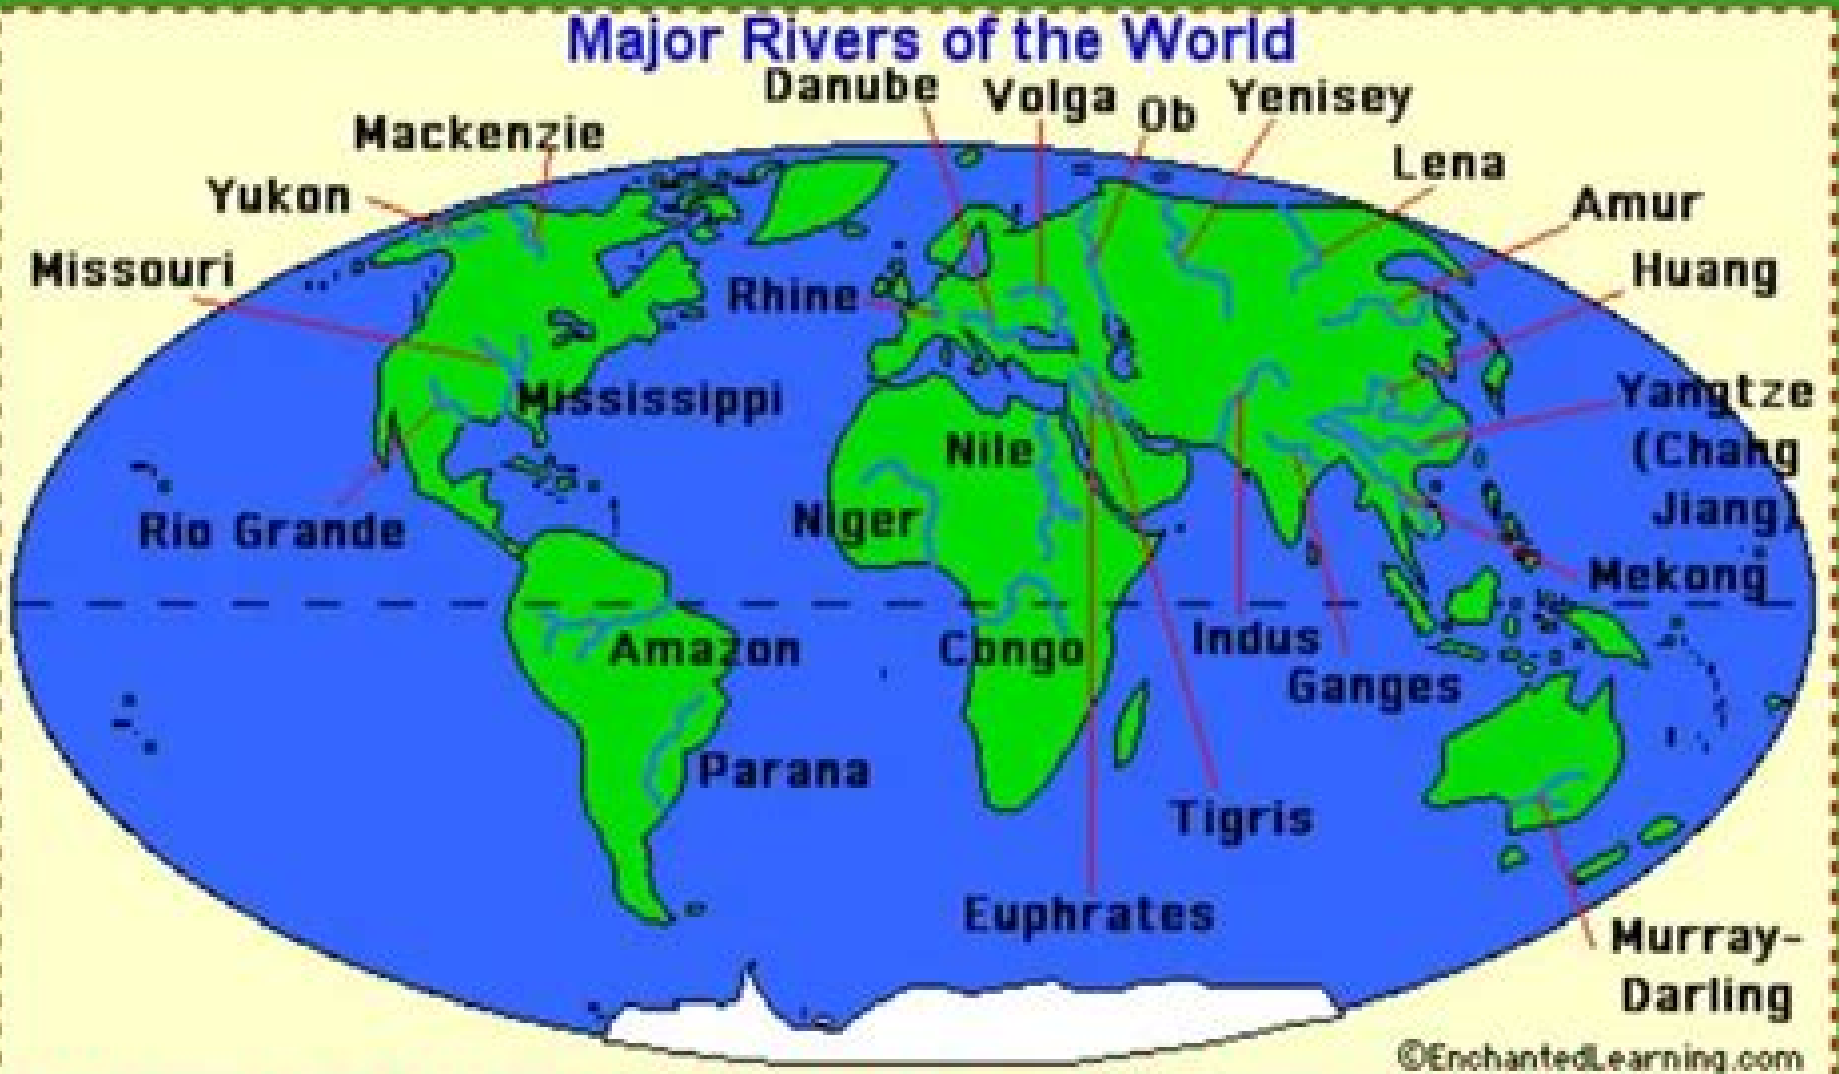 Major Rivers of the World
Danube
Volga
Ob
Yenisey
Mackenzie
Lena
Yukon
Amur
Missouri
Huang
Rhine
Mississippi
Yangtze
(Chang
Jiang)
Nile
Niger
Rio Grande
Mekong
Amazon
Congo
Indus
Ganges
Parana
Tigris
Euphrates
Murray-
Darling
©EnchantedLearning.com